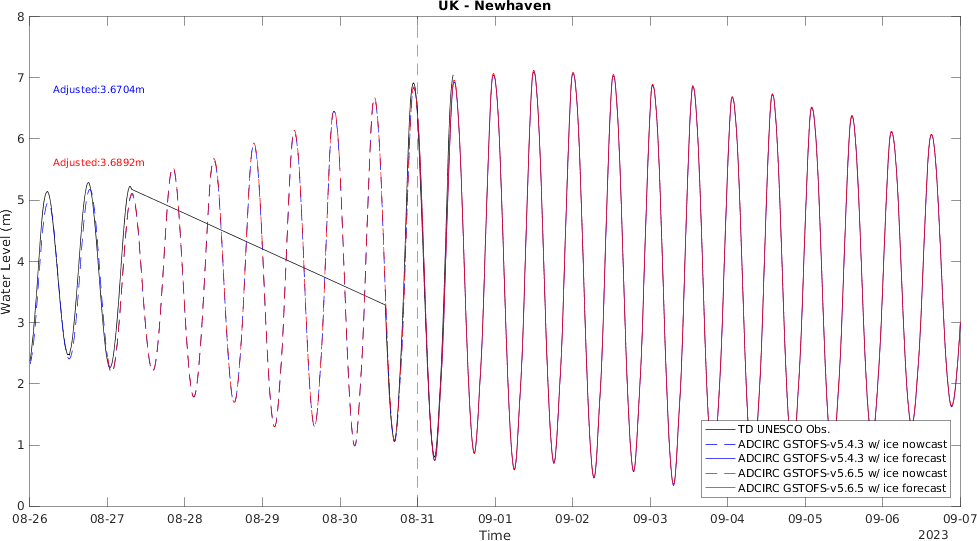 UK - Newhaven
8
7
6
5
4
3
2
1
0
Water Level (m)
Adjusted:3.6704m
Adjusted:3.6892m
TD UNESCO Obs.
ADCIRC GSTOFS-v5.4.3 w/ ice nowcast
ADCIRC GSTOFS-v5.4.3 w/ ice forecast
ADCIRC GSTOFS-v5.6.5 w/ ice nowcast
ADCIRC GSTOFS-v5.6.5 w/ ice forecast
08-26 08-27 08-28 08-29 08-30 08-31 09-01 09-02 09-03 09-04 09-05 09-06 09-07
Time
2023